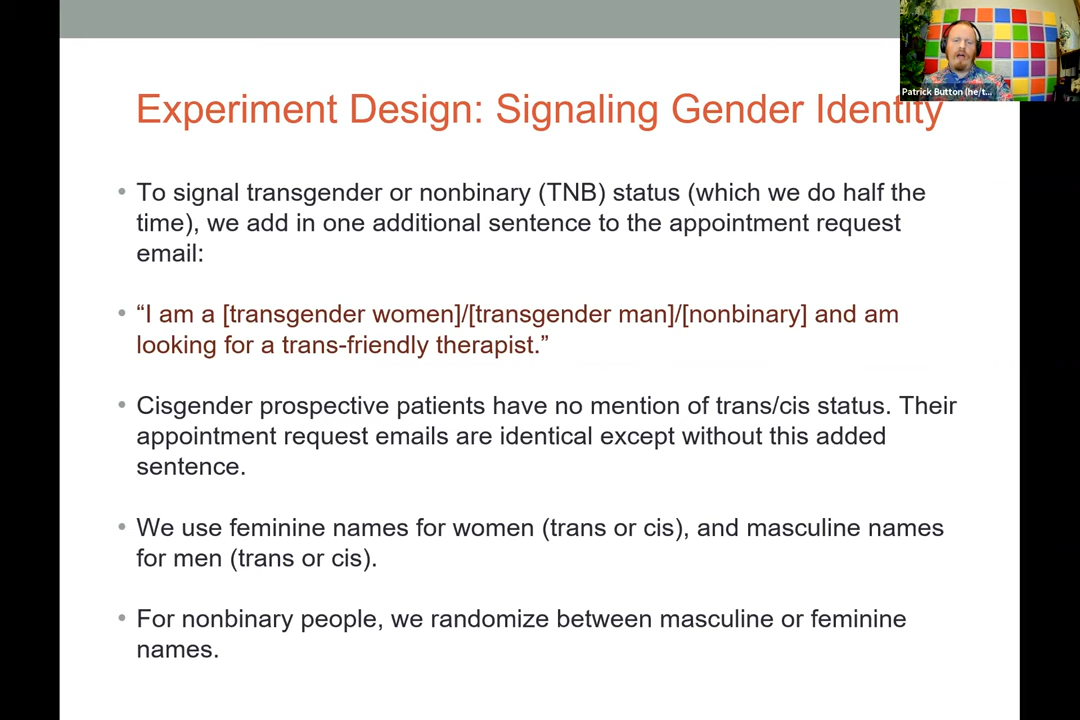 Patrick Button (he/t...
Experiment Design: Signaling Gender Identity
• To signal transgender or nonbinary (TNB) status (which we do half the
time), we add in one additional sentence to the appointment request
email:
• “I am a [transgender women]/[transgender man]/[nonbinary] and am
looking for a trans-friendly therapist.”
• Cisgender prospective patients have no mention of trans/cis status. Their
appointment request emails are identical except without this added
sentence.
• We use feminine names for women (trans or cis), and masculine names
for men (trans or cis).
• For nonbinary people, we randomize between masculine or feminine
names.